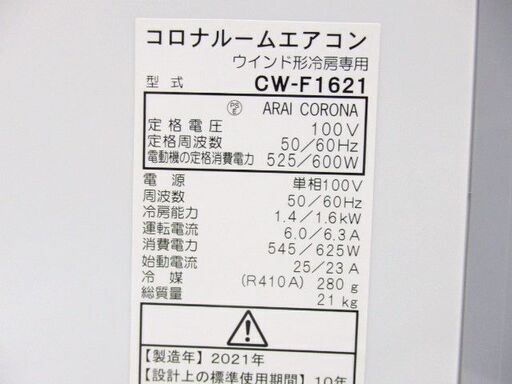 コロナルームエアコン
ウインド形冷房専用
型式 CW-F1621
PS E ARAI CORONA
定格電圧 100V
定格周波数 50/60Hz
電動機の定格消費電力 525/600W
電源 単相100V
周波数 50/60Hz
冷房能力 1.4/1.6kW
運転電流 6.0/6.3A
消費電力 545/625W
始動電流 25/23A
冷媒 (R410A) 280g
総質量 21kg
【製造年】2021年
【設計上の標準使用期間】10年